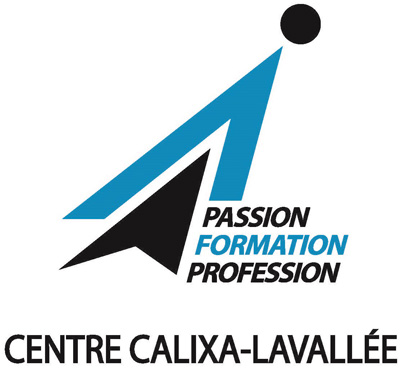 PASSION
FORMATION
PROFESSION
CENTRE CALIXA-LAVALLÉE